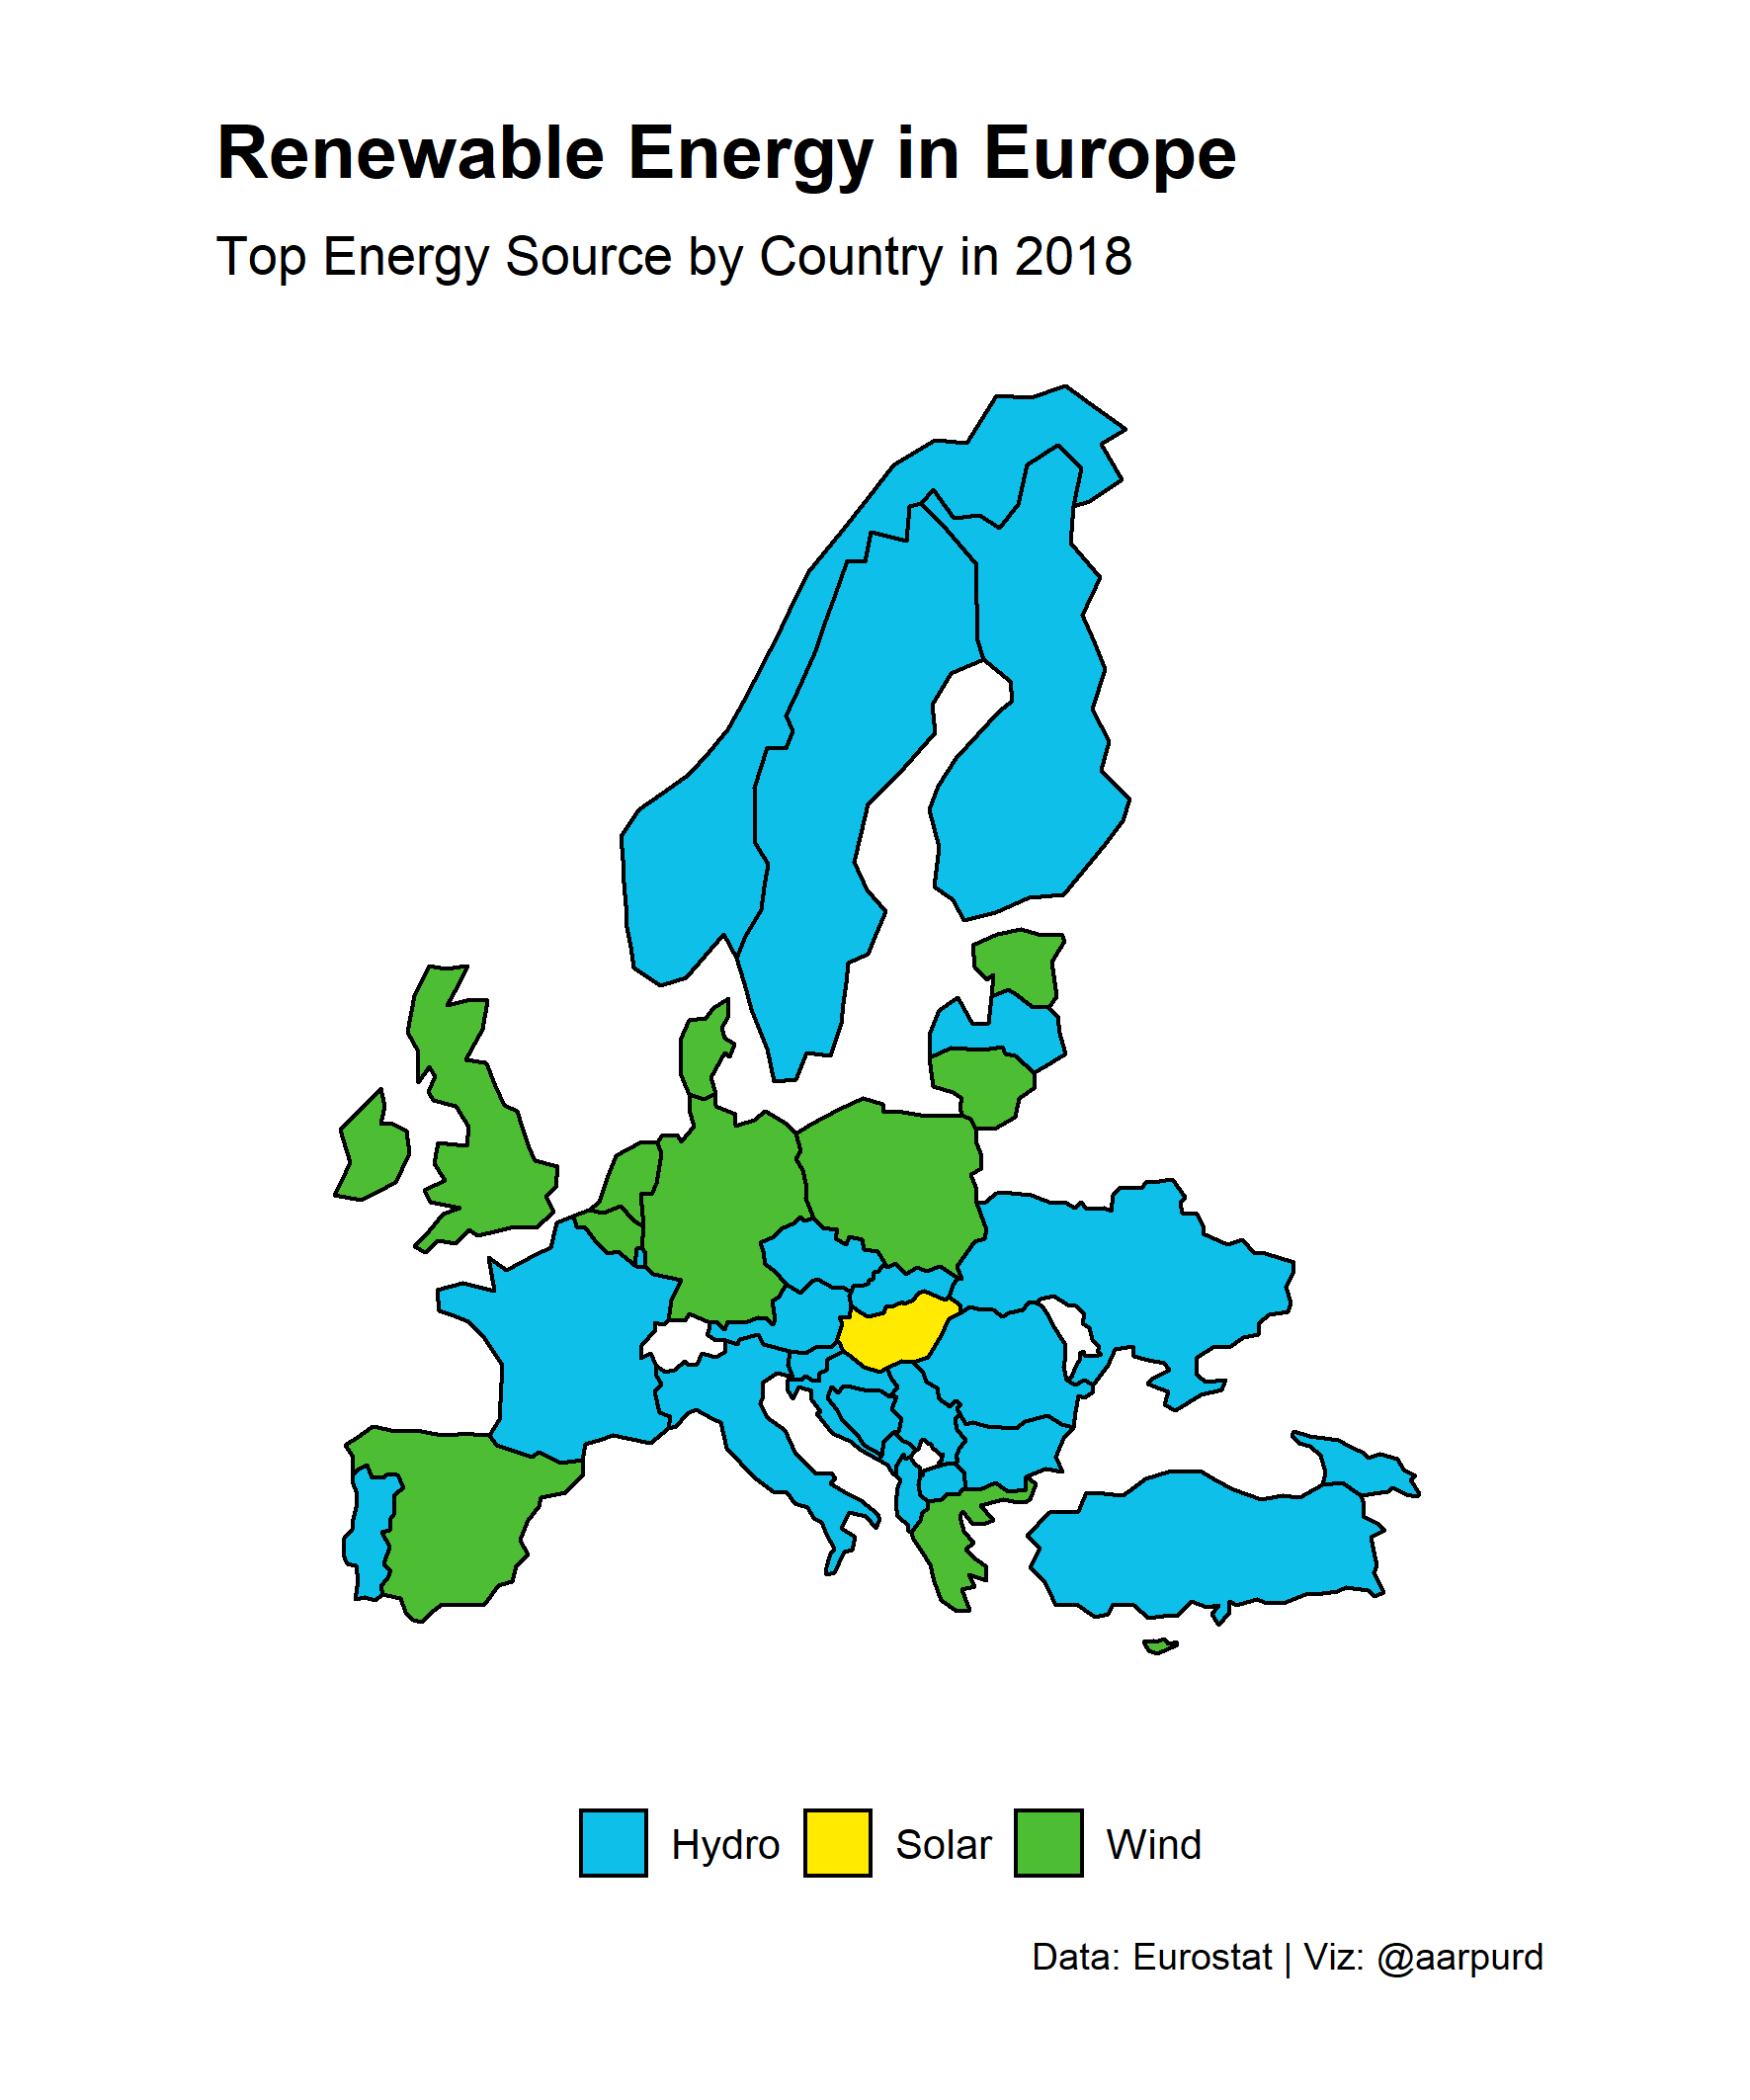 Renewable Energy in Europe
Top Energy Source by Country in 2018
Hydro Solar Wind
Data: Eurostat | Viz: @aarpurd